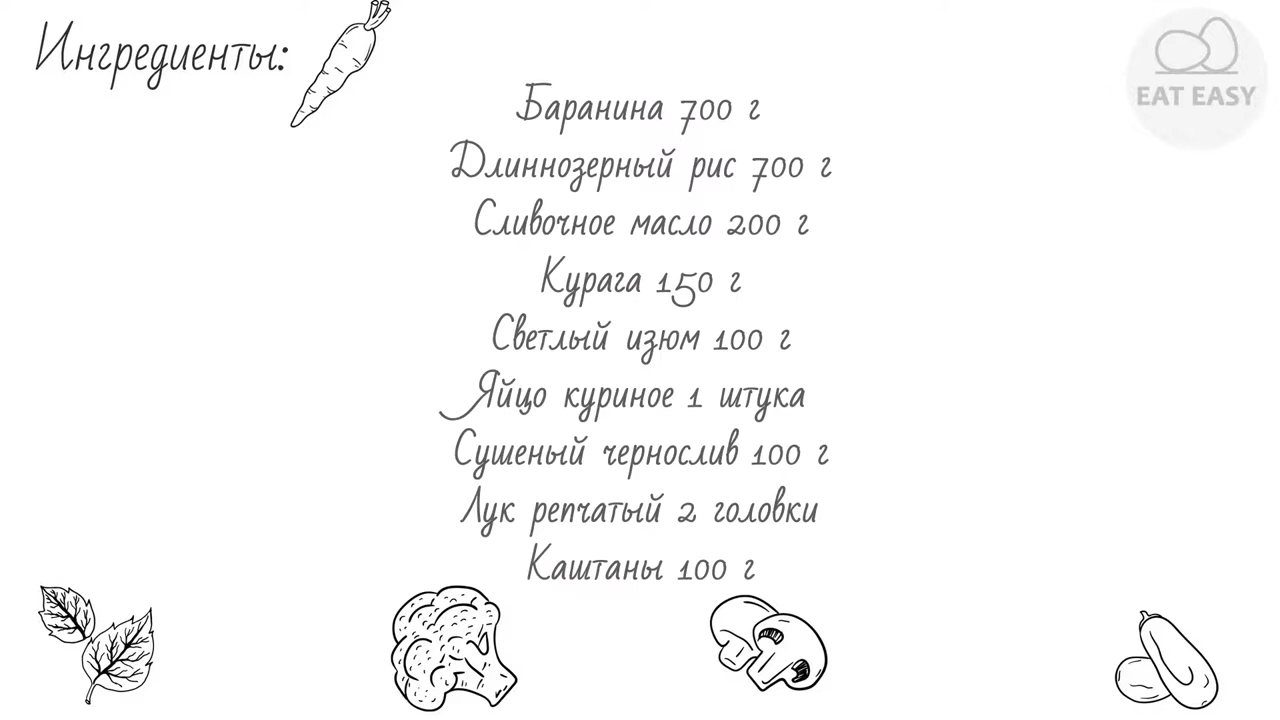 Ингредиенты:
EAT EASY
Баранина 700 г
Длиннозерный рис 700 г
Сливочное масло 200 г
Курага 150 г
Светлый изюм 100 г
Яйцо куриное 1 штука
Сушеный чернослив 100 г
Лук репчатый 2 головки
Каштаны 100 г